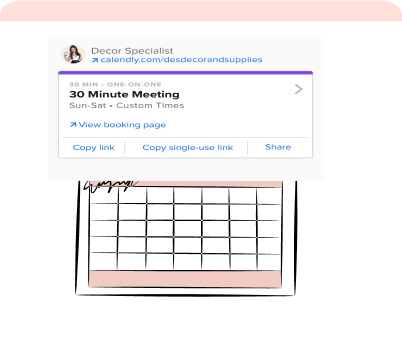 Decor Specialist
calendly.com/desdecorandsupplies
30 MIN • ONE-ON-ONE
30 Minute Meeting
Sun-Sat • Custom Times
View booking page
Copy link
Copy single-use link
Share